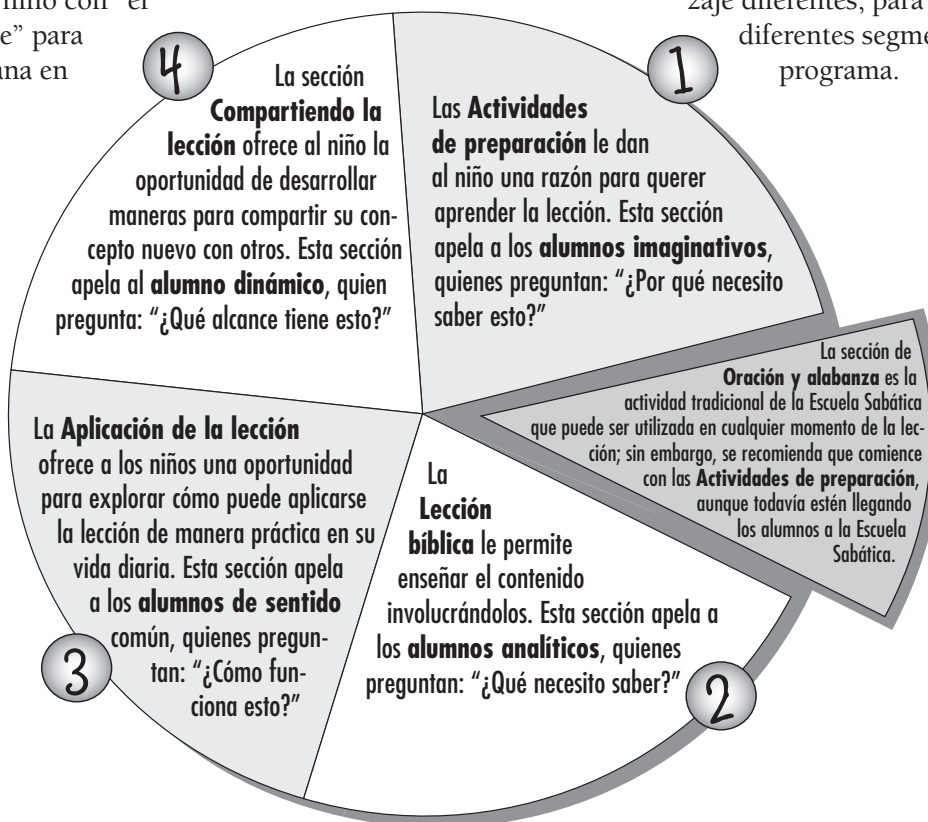 niño con "el
e" para
ana en
zaje diferentes, para
diferentes segme
programa.
1
Las Actividades
de preparación le dan
al niño una razón para querer
aprender la lección. Esta sección
apela a los alumnos imaginativos,
quienes preguntan: "¿Por qué necesito
saber esto?"
La sección de
Oración y alabanza es la
actividad tradicional de la Escuela Sabática
que puede ser utilizada en cualquier momento de la lec-
ción; sin embargo, se recomienda que comience
con las Actividades de preparación,
aunque todavía estén llegando
los alumnos a la Escuela
Sabática.
2
La
Lección
bíblica le permite
enseñar el contenido
involucrándolos. Esta sección apela a
los alumnos analíticos, quienes
preguntan: "¿Qué necesito saber?"
3
La Aplicación de la lección
ofrece a los niños una oportunidad
para explorar cómo puede aplicarse
la lección de manera práctica en su
vida diaria. Esta sección apela
a los alumnos de sentido
común, quienes pregun-
tan: "¿Cómo fun-
ciona esto?"
4
La sección
Compartiendo la
lección ofrece al niño la
oportunidad de desarrollar
maneras para compartir su con-
cepto nuevo con otros. Esta sección
apela al alumno dinámico, quien
pregunta: "¿Qué alcance tiene esto?"